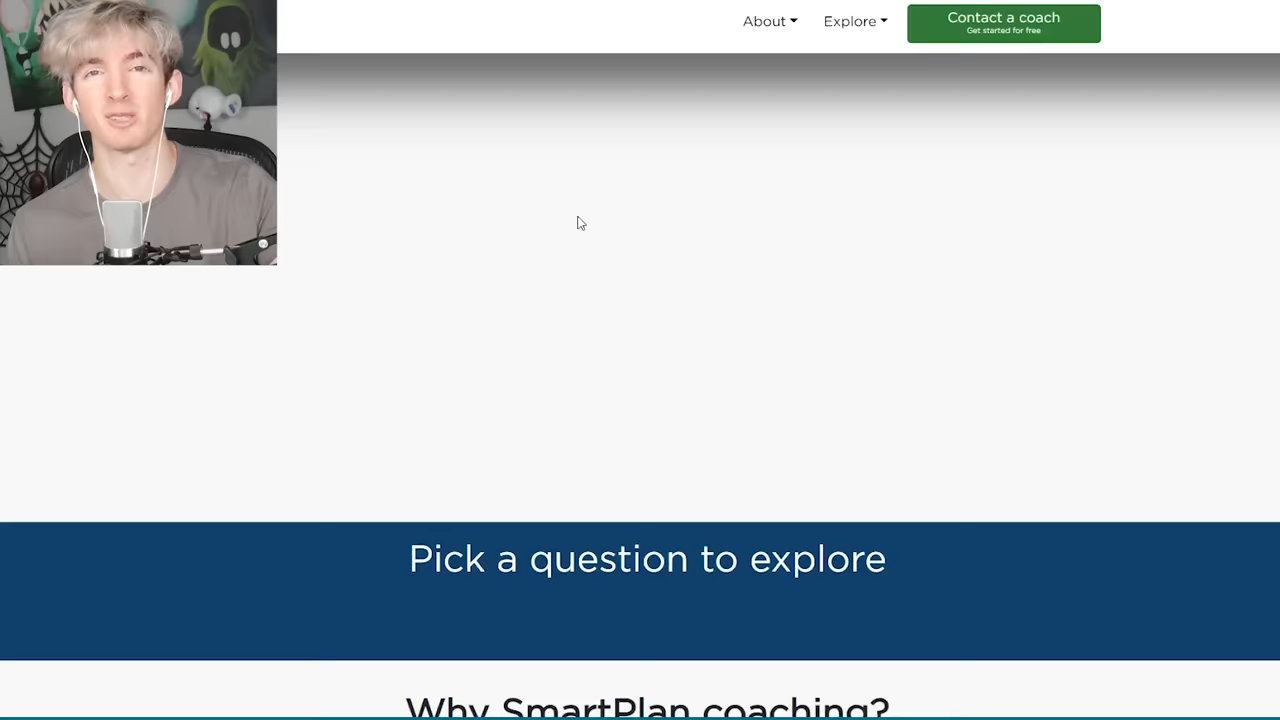 About
Explore
Contact a coach
Get started for free
Pick a question to explore
Why SmartPlan coaching?